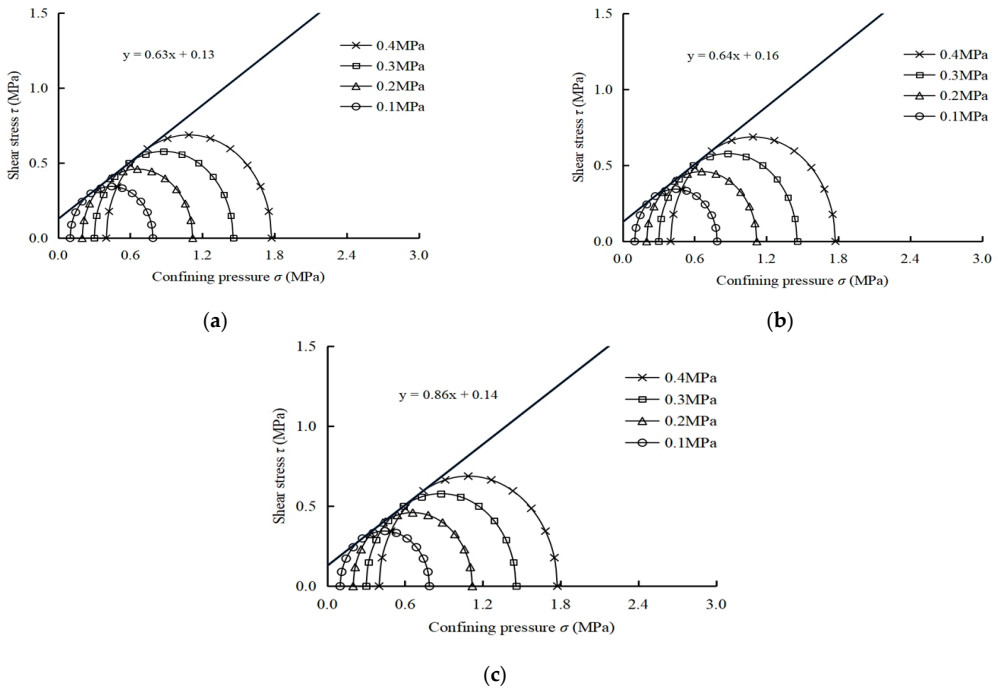 1.5
y = 0.63x + 0.13
0.4MPa
0.3MPa
1.0
0.2MPa
0.1MPa
Shear stress τ (MPa)
0.5
0.0
0.0 0.6 1.2 1.8 2.4 3.0
Confining pressure σ (MPa)
(a)
1.5
y = 0.64x + 0.16
0.4MPa
0.3MPa
1.0
0.2MPa
0.1MPa
Shear stress τ (MPa)
0.5
0.0
0.0 0.6 1.2 1.8 2.4 3.0
Confining pressure σ (MPa)
(b)
1.5
0.4MPa
y = 0.86x + 0.14
0.3MPa
1.0
0.2MPa
0.1MPa
Shear stress τ (MPa)
0.5
0.0
0.0 0.6 1.2 1.8 2.4 3.0
Confining pressure σ (MPa)
(c)